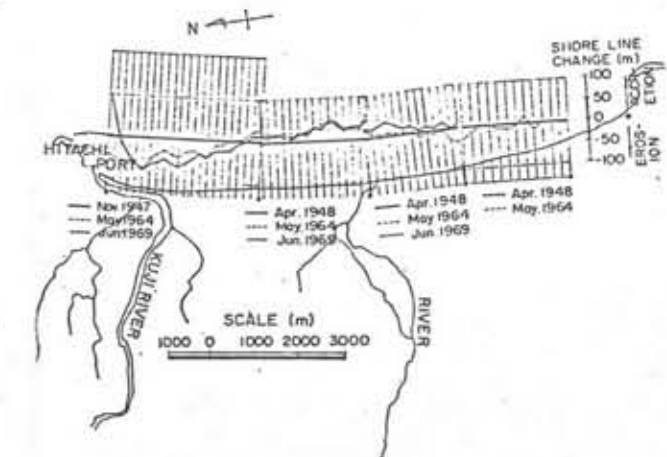 N
SHORE LINE
CHANGE (m)
100
50
0
-50
-100
EROS-
ION
HITACHI
PORT
Nov. 1947
May. 1964
Jun. 1969
Apr. 1948
May. 1964
Jun. 1969
Apr. 1948
May. 1964
Jun. 1969
Apr. 1948
May. 1964
KUJI RIVER
RIVER
SCALE (m)
1000 0 1000 2000 3000